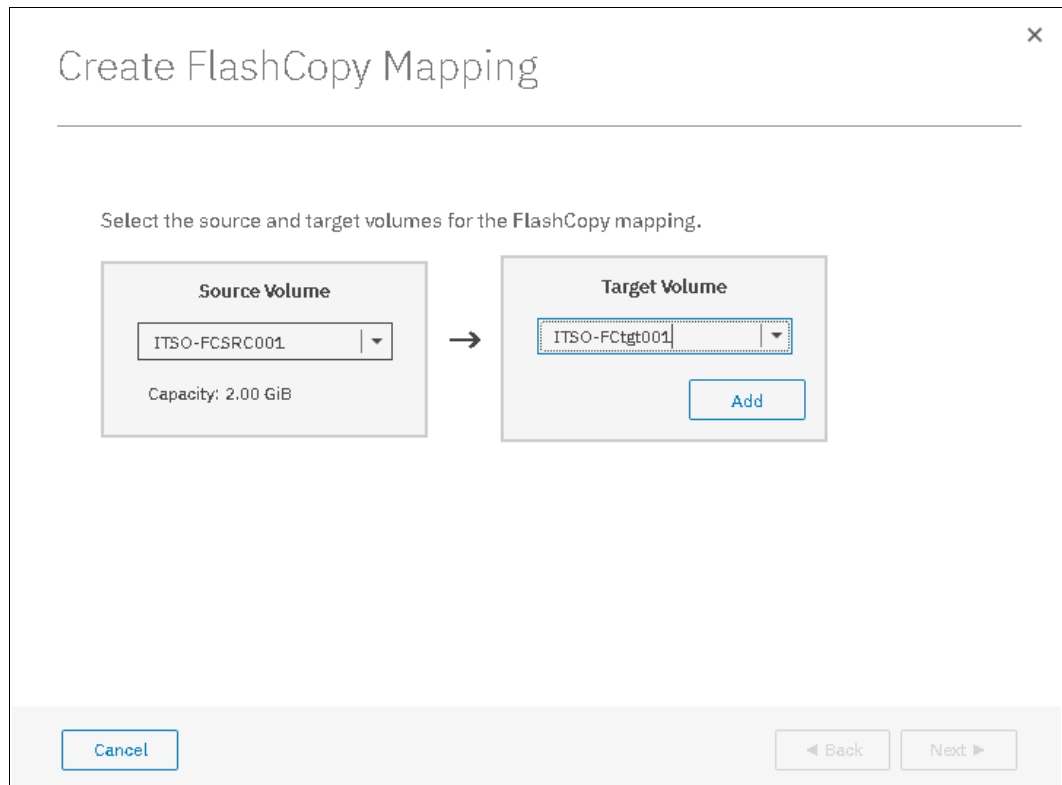 Create FlashCopy Mapping
Select the source and target volumes for the FlashCopy mapping.
Source Volume
ITSO-FCSRC001
Capacity: 2.00 GiB
Target Volume
ITSO-FCtgt001
Add
Cancel
Back
Next